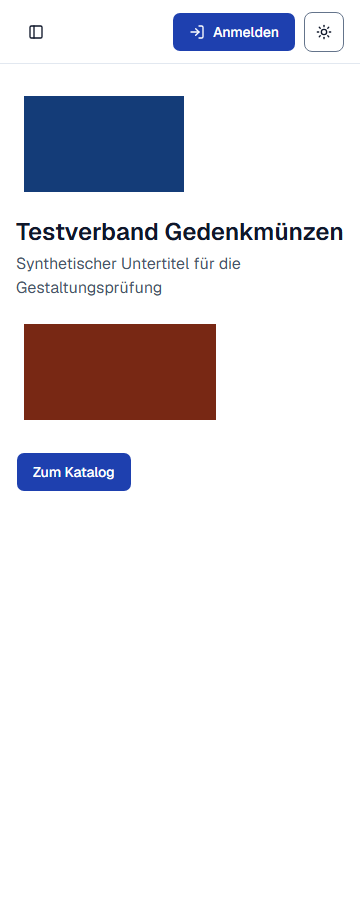 Anmelden
Testverband Gedenkmünzen
Synthetischer Untertitel für die
Gestaltungsprüfung
Zum Katalog